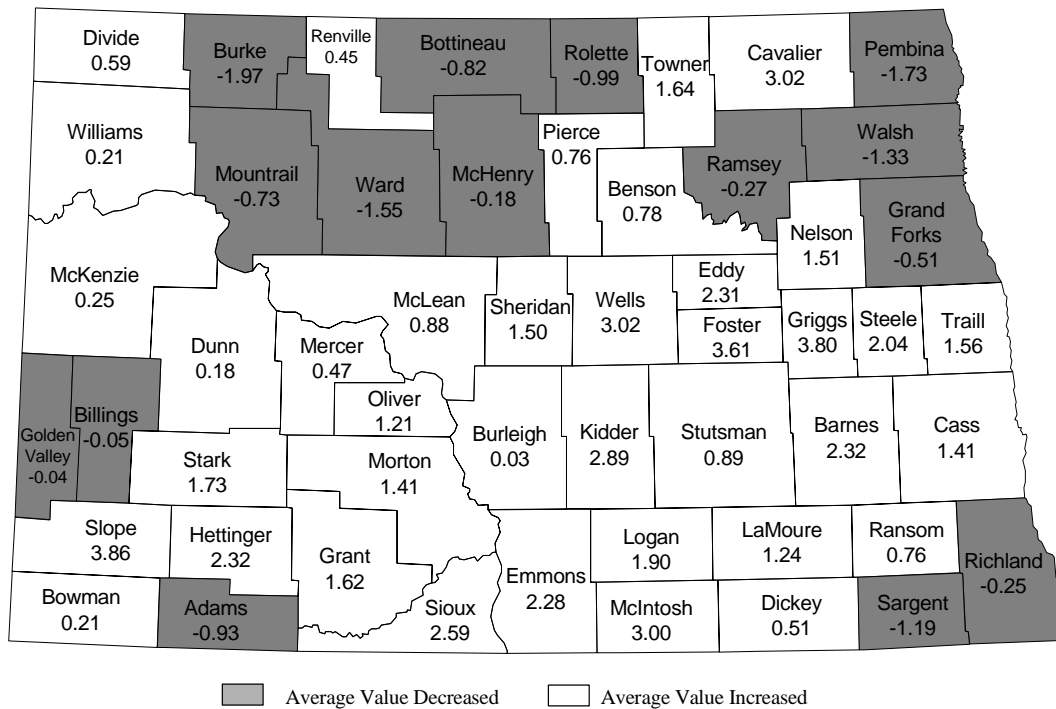 Divide
0.59
Burke
-1.97
Renville
0.45
Bottineau
-0.82
Rolette
-0.99
Towner
1.64
Cavalier
3.02
Pembina
-1.73
Williams
0.21
Mountrail
-0.73
Ward
-1.55
McHenry
-0.18
Pierce
0.76
Benson
0.78
Ramsey
-0.27
Walsh
-1.33
Nelson
1.51
Grand
Forks
-0.51
McKenzie
0.25
Dunn
0.18
Mercer
0.47
McLean
0.88
Sheridan
1.50
Wells
3.02
Eddy
2.31
Foster
3.61
Griggs
3.80
Steele
2.04
Traill
1.56
Golden
Valley
-0.04
Billings
-0.05
Stark
1.73
Oliver
1.21
Morton
1.41
Burleigh
0.03
Kidder
2.89
Stutsman
0.89
Barnes
2.32
Cass
1.41
Slope
3.86
Hettinger
2.32
Grant
1.62
Bowman
0.21
Adams
-0.93
Sioux
2.59
Emmons
2.28
Logan
1.90
McIntosh
3.00
LaMoure
1.24
Dickey
0.51
Ransom
0.76
Sargent
-1.19
Richland
-0.25
Average Value Decreased
Average Value Increased